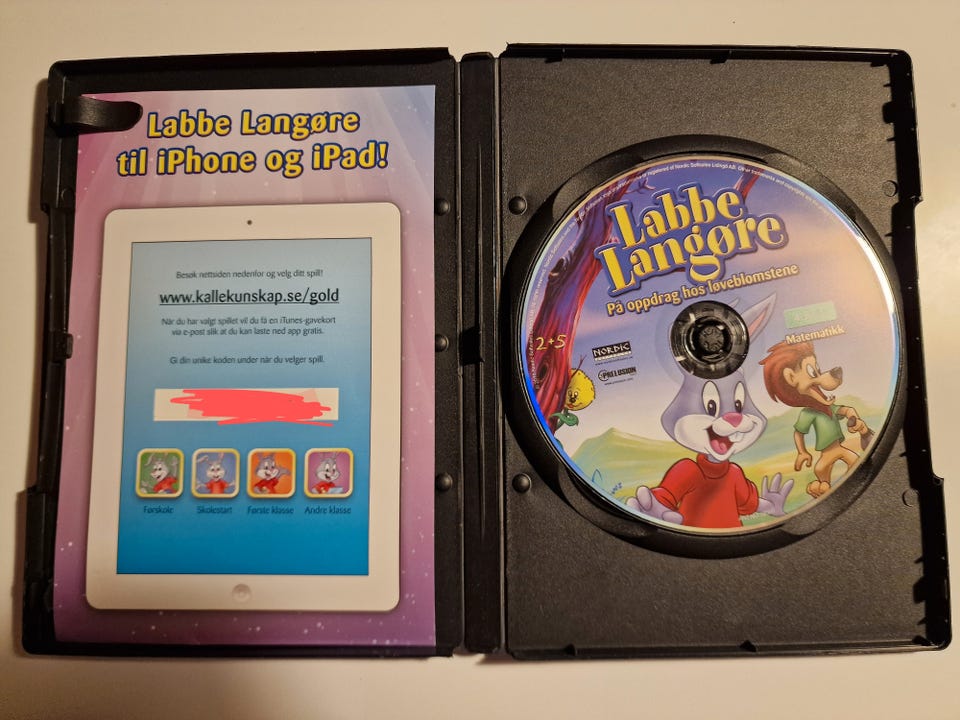 Labbe Langøre
til iPhone og iPad!
Besøk nettsiden nedenfor og velg ditt spill!
www.kallekunskap.se/gold
Når du har valgt spillet vil du få en iTunes-gavekort
via e-post slik at du kan laste ned app gratis.
Gi din unike koden under når du velger spill.
Førskole
Skolestart
Første klasse
Andre klasse
Labbe
Langøre
På oppdrag hos løveblomstene
2+5
NORDIC
PRELUSION
Matematikk